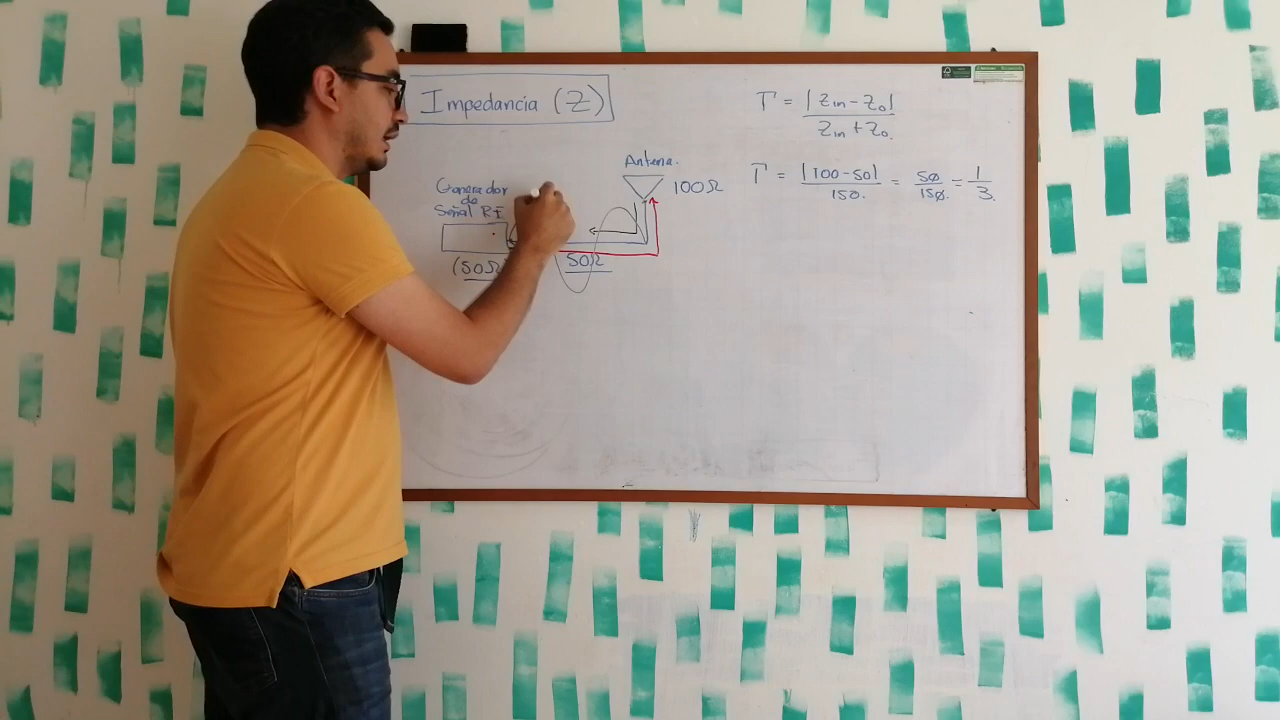 Impedancia (Z)
Γ = |Zin - Zo| / Zin + Zo.
Antena.
100Ω
Γ = |100 - 50| / 150. = 50 / 150. = 1 / 3.
Generador
de
Señal RF
(50Ω
50Ω